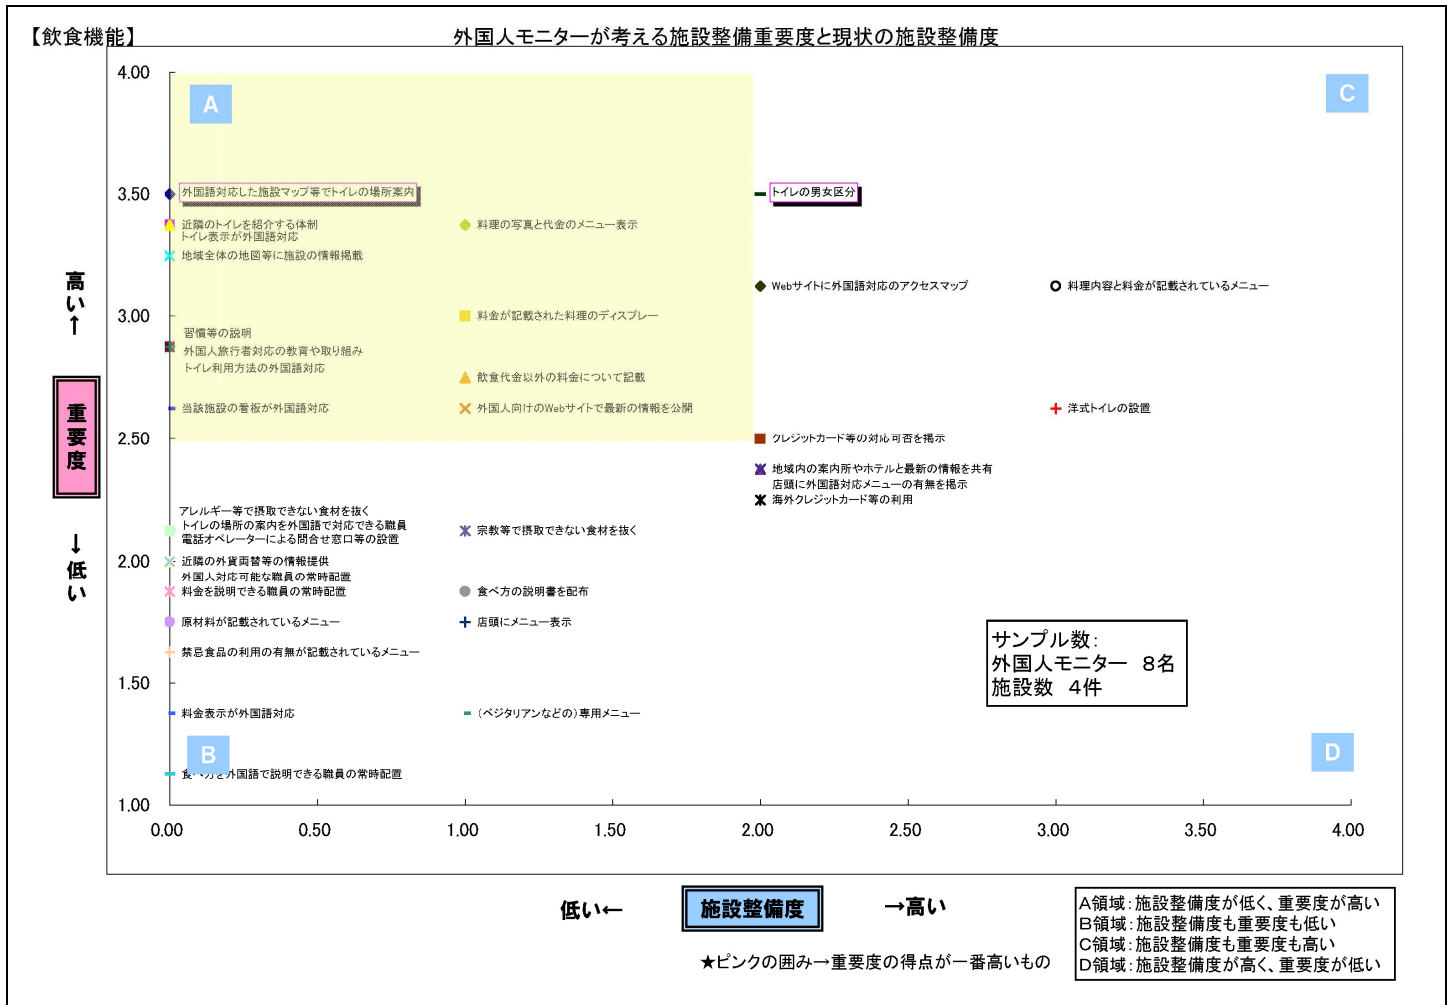 【飲食機能】
外国人モニターが考える施設整備重要度と現状の施設整備度
4.00
A
C
3.50
外国語対応した施設マップ等でトイレの場所案内
トイレの男女区分
近隣のトイレを紹介する体制
トイレ表示が外国語対応
料理の写真と代金のメニュー表示
地域全体の地図等に施設の情報掲載
高い↑
Webサイトに外国語対応のアクセスマップ
料理内容と料金が記載されているメニュー
3.00
料金が記載された料理のディスプレー
習慣等の説明
外国人旅行者対応の教育や取り組み
トイレ利用方法の外国語対応
飲食代金以外の料金について記載
重要度
当該施設の看板が外国語対応
外国人向けのWebサイトで最新の情報を公開
洋式トイレの設置
2.50
クレジットカード等の対応可否を掲示
地域内の案内所やホテルと最新の情報を共有
店頭に外国語対応メニューの有無を掲示
海外クレジットカード等の利用
アレルギー等で摂取できない食材を抜く
トイレの場所の案内を外国語で対応できる職員
電話オペレーターによる問合せ窓口等の設置
宗教等で摂取できない食材を抜く
↓低い
2.00
近隣の外貨両替等の情報提供
外国人対応可能な職員の常時配置
料金を説明できる職員の常時配置
食べ方の説明書を配布
原材料が記載されているメニュー
店頭にメニュー表示
禁忌食品の利用の有無が記載されているメニュー
サンプル数：
外国人モニター　８名
施設数　４件
1.50
料金表示が外国語対応
（ベジタリアンなどの）専用メニュー
B
D
食べ方を外国語で説明できる職員の常時配置
1.00
0.00 0.50 1.00 1.50 2.00 2.50 3.00 3.50 4.00
低い←
施設整備度
→高い
★ピンクの囲み→重要度の得点が一番高いもの
A領域：施設整備度が低く、重要度が高い
B領域：施設整備度も重要度も低い
C領域：施設整備度も重要度も高い
D領域：施設整備度が高く、重要度が低い